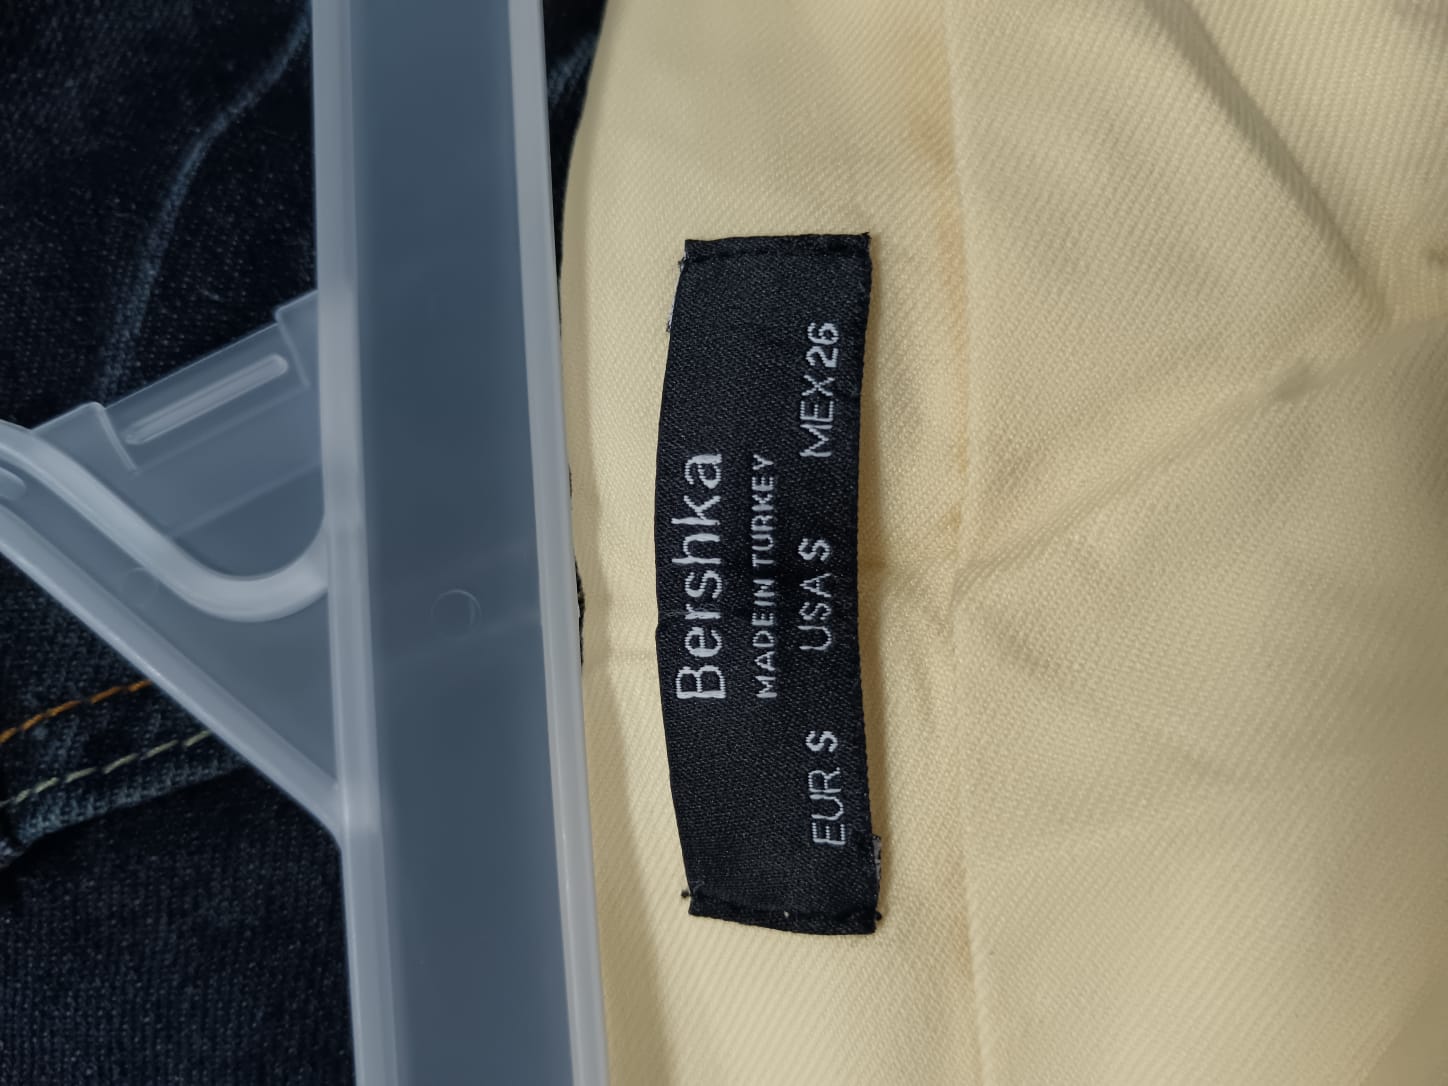 Bershka
MADE IN TURKEY
EUR.S USA S MEX 26